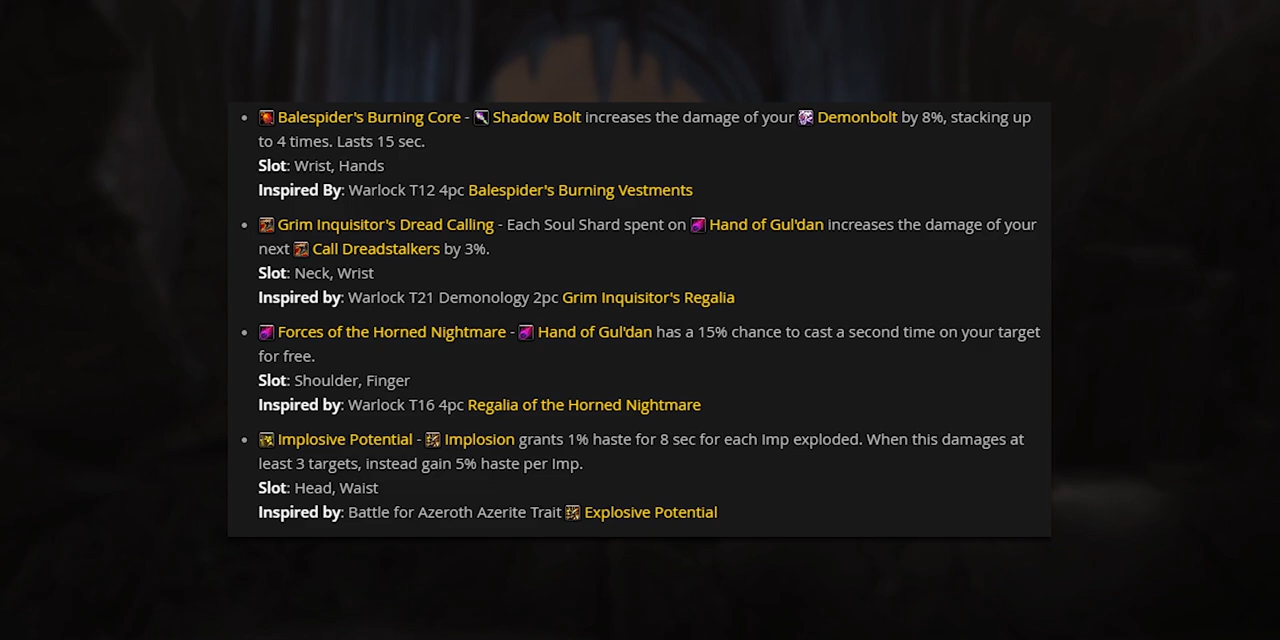 Balespider's Burning Core - Shadow Bolt increases the damage of your Demonbolt by 8%, stacking up
to 4 times. Lasts 15 sec.
Slot: Wrist, Hands
Inspired By: Warlock T12 4pc Balespider's Burning Vestments
Grim Inquisitor's Dread Calling - Each Soul Shard spent on Hand of Gul'dan increases the damage of your
next Call Dreadstalkers by 3%.
Slot: Neck, Wrist
Inspired by: Warlock T21 Demonology 2pc Grim Inquisitor's Regalia
Forces of the Horned Nightmare - Hand of Gul'dan has a 15% chance to cast a second time on your target
for free.
Slot: Shoulder, Finger
Inspired by: Warlock T16 4pc Regalia of the Horned Nightmare
Implosive Potential - Implosion grants 1% haste for 8 sec for each Imp exploded. When this damages at
least 3 targets, instead gain 5% haste per Imp.
Slot: Head, Waist
Inspired by: Battle for Azeroth Azerite Trait Explosive Potential